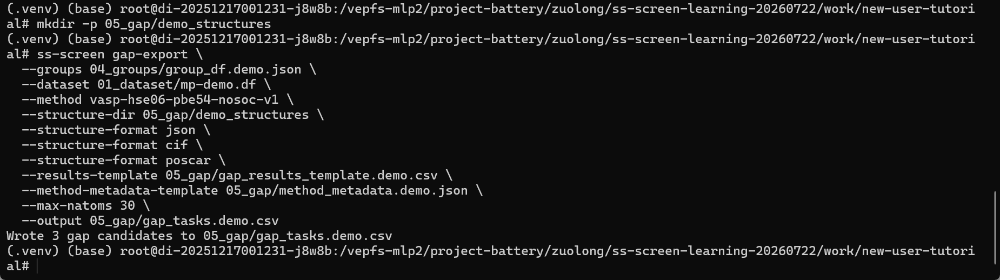 (.venv) (base) root@di-20251217001231-j8w8b:/vepfs-mlp2/project-battery/zuolong/ss-screen-learning-20260722/work/new-user-tutori
al# mkdir -p 05_gap/demo_structures
(.venv) (base) root@di-20251217001231-j8w8b:/vepfs-mlp2/project-battery/zuolong/ss-screen-learning-20260722/work/new-user-tutori
al# ss-screen gap-export \
  --groups 04_groups/group_df.demo.json \
  --dataset 01_dataset/mp-demo.df \
  --method vasp-hse06-pbe54-nosoc-v1 \
  --structure-dir 05_gap/demo_structures \
  --structure-format json \
  --structure-format cif \
  --structure-format poscar \
  --results-template 05_gap/gap_results_template.demo.csv \
  --method-metadata-template 05_gap/method_metadata.demo.json \
  --max-natoms 30 \
  --output 05_gap/gap_tasks.demo.csv
Wrote 3 gap candidates to 05_gap/gap_tasks.demo.csv
(.venv) (base) root@di-20251217001231-j8w8b:/vepfs-mlp2/project-battery/zuolong/ss-screen-learning-20260722/work/new-user-tutori
al#